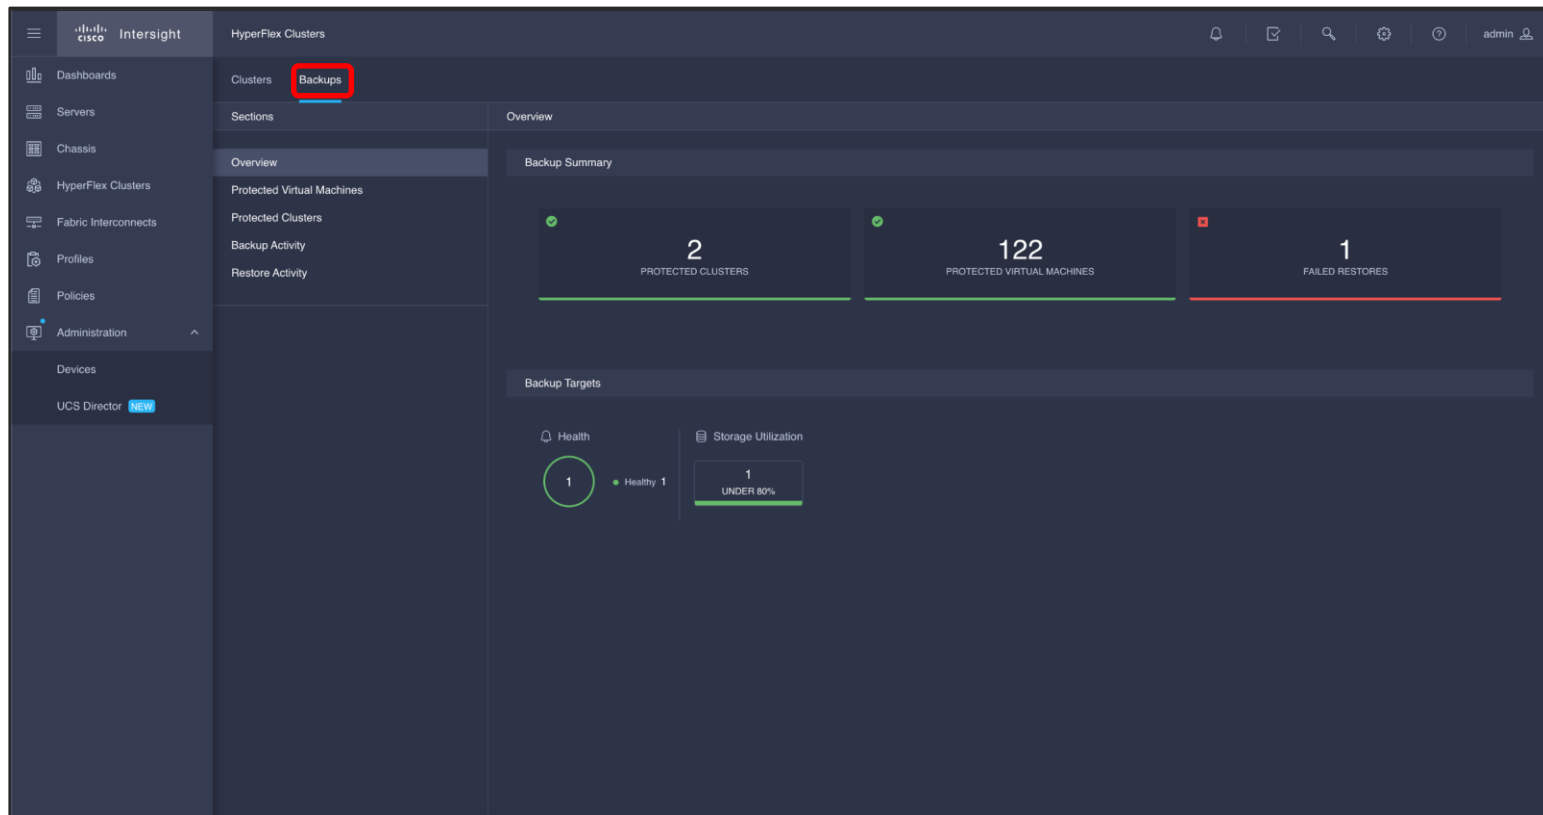 cisco Intersight
HyperFlex Clusters
admin
Dashboards
Servers
Chassis
HyperFlex Clusters
Fabric Interconnects
Profiles
Policies
Administration
Devices
UCS Director NEW
Clusters Backups
Sections
Overview
Protected Virtual Machines
Protected Clusters
Backup Activity
Restore Activity
Overview
Backup Summary
2
PROTECTED CLUSTERS
122
PROTECTED VIRTUAL MACHINES
1
FAILED RESTORES
Backup Targets
Health
1
Healthy 1
Storage Utilization
1
UNDER 80%